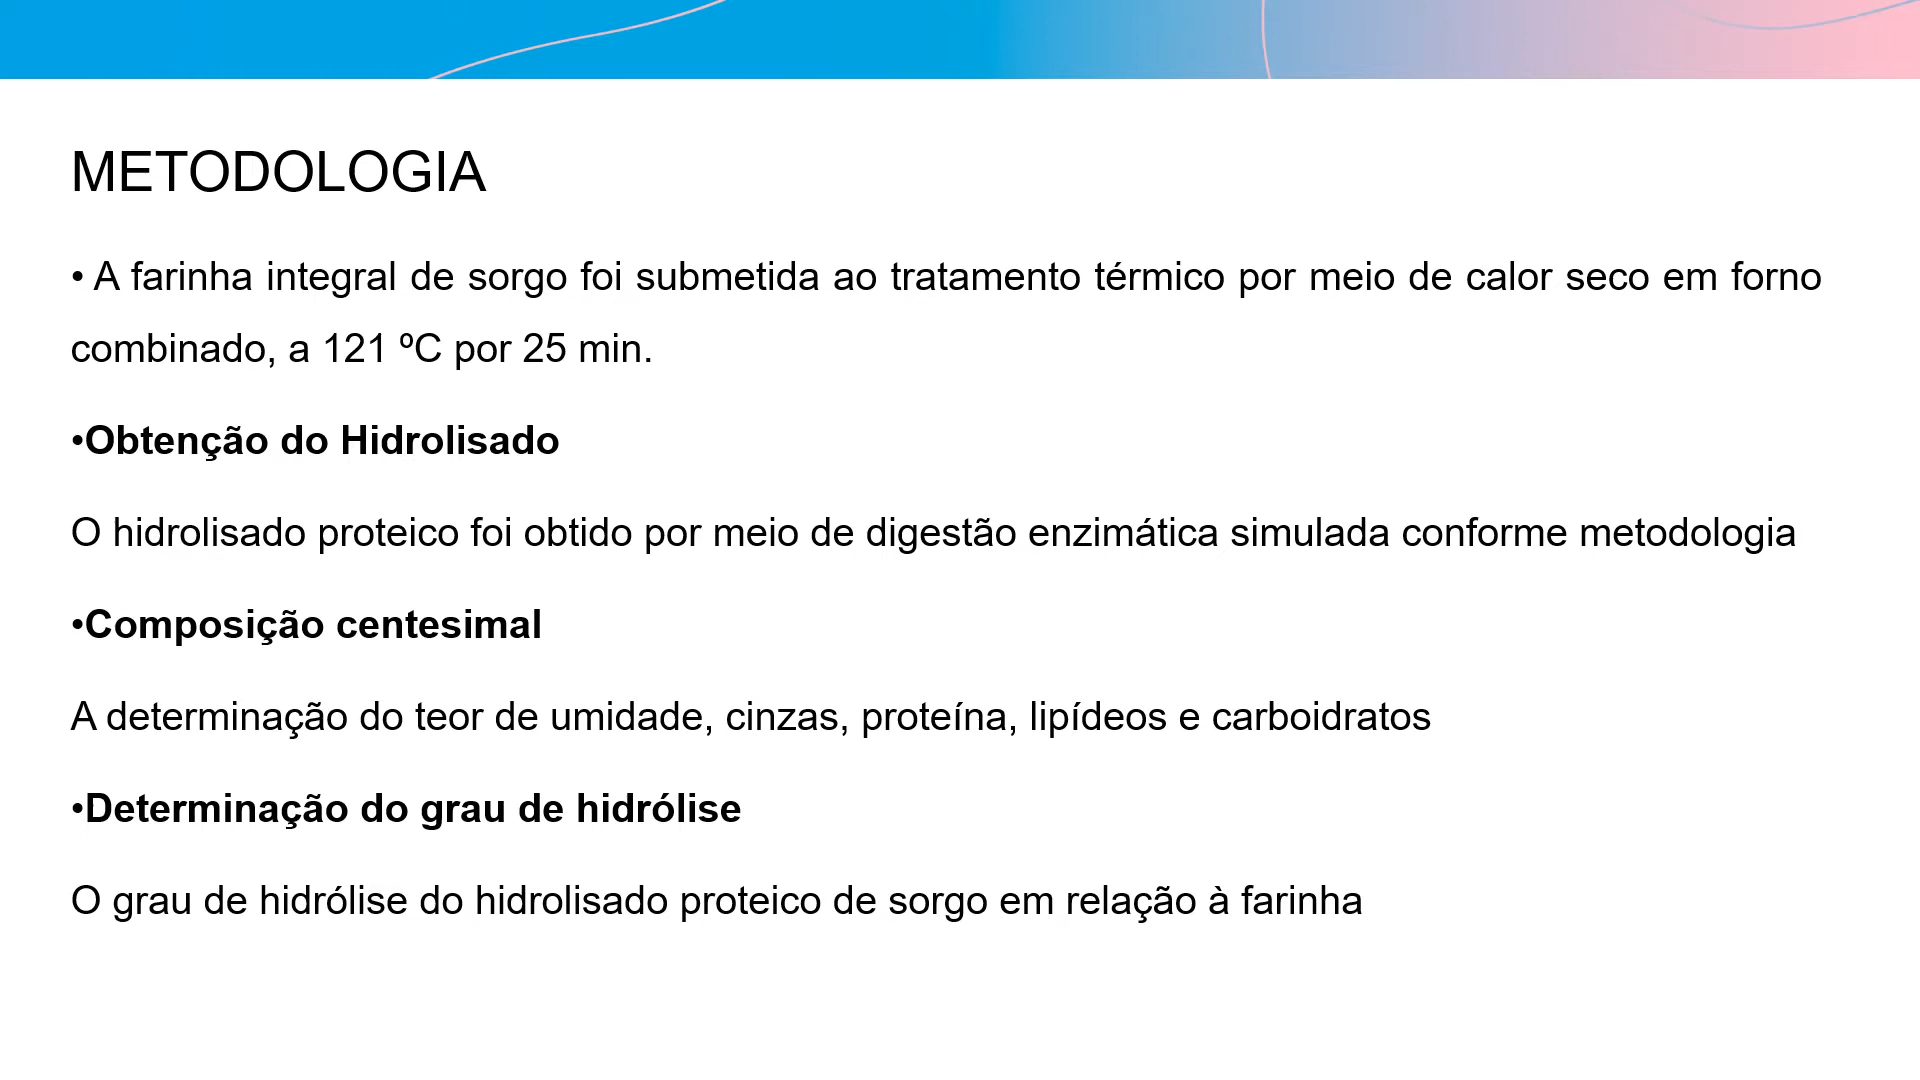 METODOLOGIA
• A farinha integral de sorgo foi submetida ao tratamento térmico por meio de calor seco em forno
combinado, a 121 ºC por 25 min.
•Obtenção do Hidrolisado
O hidrolisado proteico foi obtido por meio de digestão enzimática simulada conforme metodologia
•Composição centesimal
A determinação do teor de umidade, cinzas, proteína, lipídeos e carboidratos
•Determinação do grau de hidrólise
O grau de hidrólise do hidrolisado proteico de sorgo em relação à farinha